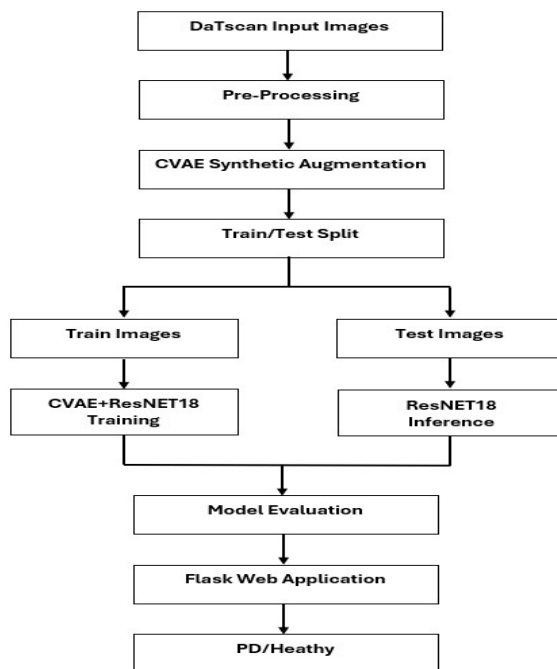 DaTscan Input Images
Pre-Processing
CVAE Synthetic Augmentation
Train/Test Split
Train Images
Test Images
CVAE+ResNET18
Training
ResNET18
Inference
Model Evaluation
Flask Web Application
PD/Heathy